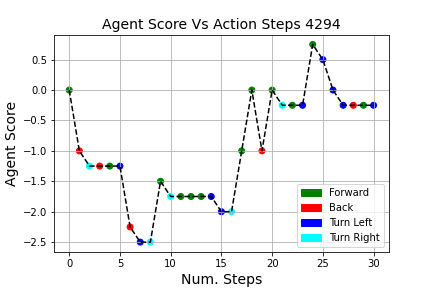 Agent Score Vs Action Steps 4294
Agent Score
0.5
0.0
−0.5
−1.0
−1.5
−2.0
−2.5
0 5 10 15 20 25 30
Num. Steps
Forward
Back
Turn Left
Turn Right